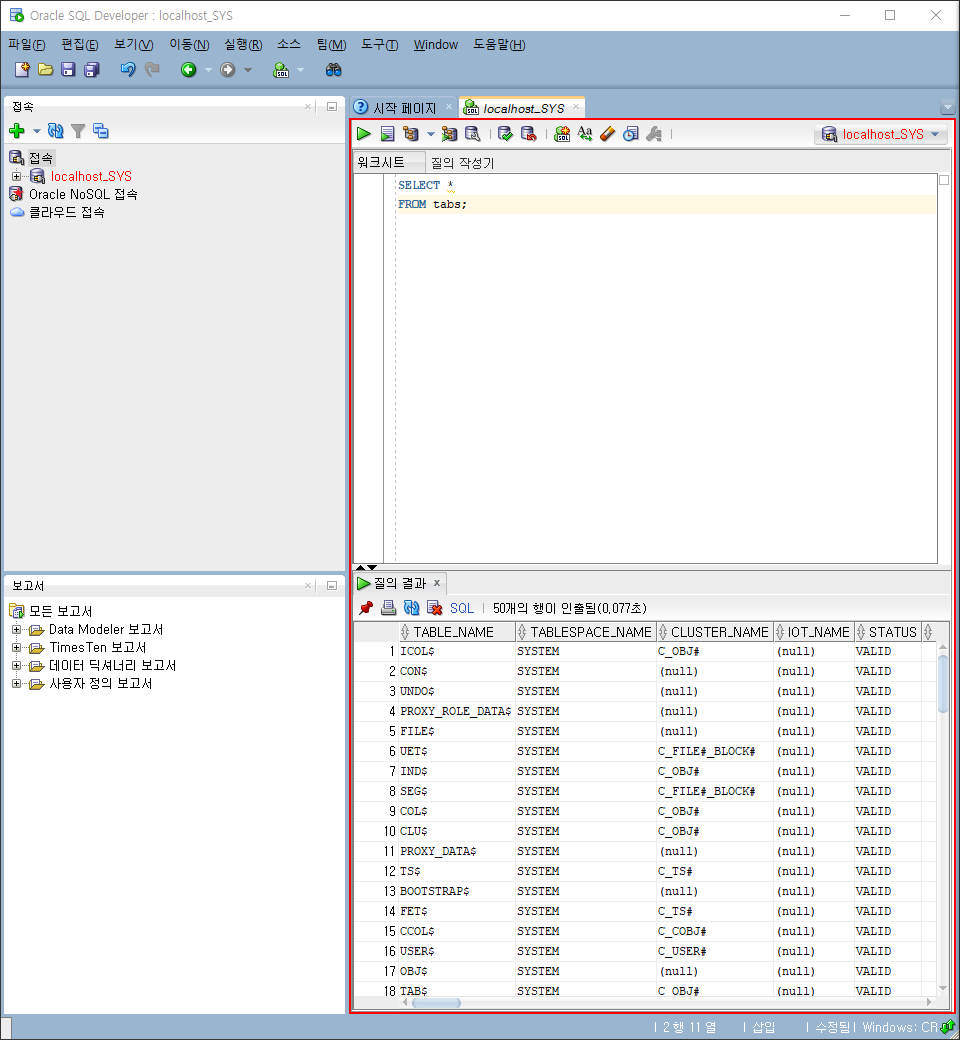 Oracle SQL Developer : localhost_SYS
파일(F) 편집(E) 보기(V) 이동(N) 실행(R) 소스 팀(M) 도구(T) Window 도움말(H)
접속
접속
localhost_SYS
Oracle NoSQL 접속
클라우드 접속
보고서
모든 보고서
Data Modeler 보고서
TimesTen 보고서
데이터 딕셔너리 보고서
사용자 정의 보고서
시작 페이지 localhost_SYS
localhost_SYS
워크시트 질의 작성기
SELECT *
FROM tabs;
질의 결과
SQL 50개의 행이 인출됨(0,077초)
TABLE_NAME TABLESPACE_NAME CLUSTER_NAME IOT_NAME STATUS
1 ICOL$ SYSTEM C_OBJ# (null) VALID
2 CON$ SYSTEM (null) (null) VALID
3 UNDO$ SYSTEM (null) (null) VALID
4 PROXY_ROLE_DATA$ SYSTEM (null) (null) VALID
5 FILE$ SYSTEM (null) (null) VALID
6 UET$ SYSTEM C_FILE#_BLOCK# (null) VALID
7 IND$ SYSTEM C_OBJ# (null) VALID
8 SEG$ SYSTEM C_FILE#_BLOCK# (null) VALID
9 COL$ SYSTEM C_OBJ# (null) VALID
10 CLU$ SYSTEM C_OBJ# (null) VALID
11 PROXY_DATA$ SYSTEM (null) (null) VALID
12 TS$ SYSTEM C_TS# (null) VALID
13 BOOTSTRAP$ SYSTEM (null) (null) VALID
14 FET$ SYSTEM C_TS# (null) VALID
15 CCOL$ SYSTEM C_COBJ# (null) VALID
16 USER$ SYSTEM C_USER# (null) VALID
17 OBJ$ SYSTEM (null) (null) VALID
18 TAB$ SYSTEM C_OBJ# (null) VALID
2 행 11 열 삽입 수정됨 Windows: CR